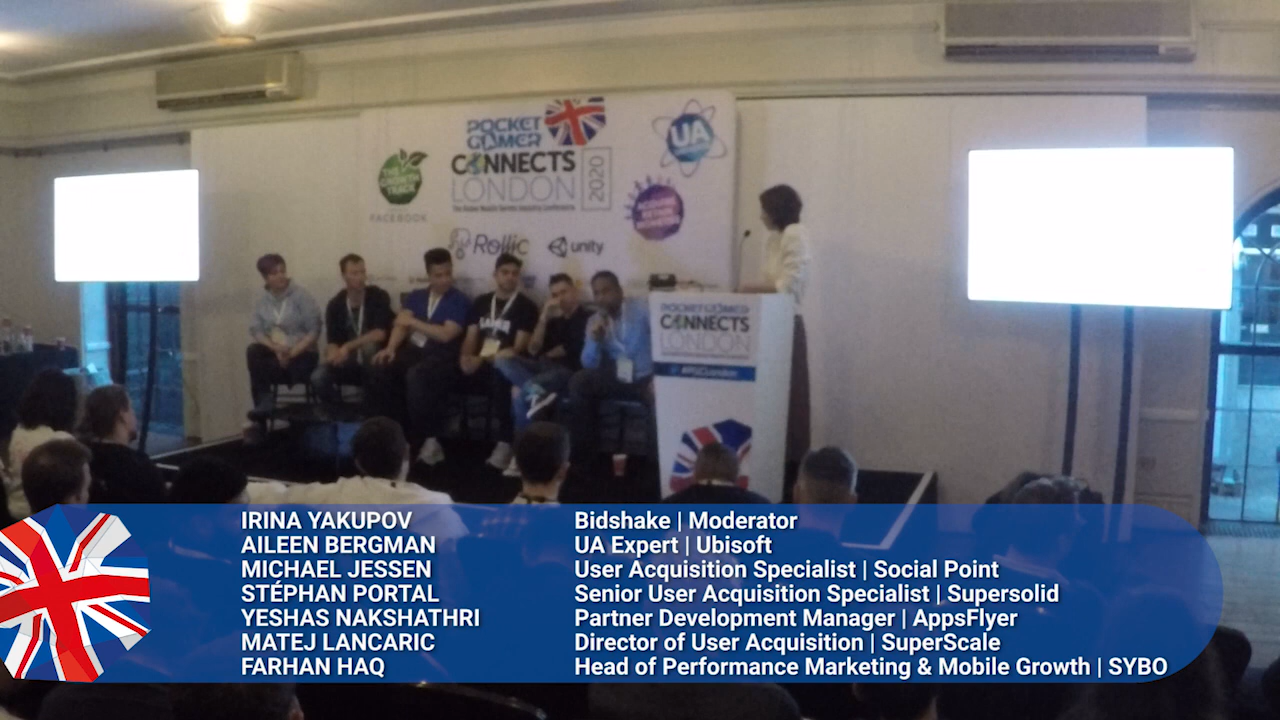 POCKET
GAMER
CONNECTS
LONDON
2020
UA
THE
GROWTH
TRACK
FACEBOOK
Rollic
unity
POCKET GAMER
CONNECTS
LONDON
IRINA YAKUPOV Bidshake | Moderator
AILEEN BERGMAN UA Expert | Ubisoft
MICHAEL JESSEN User Acquisition Specialist | Social Point
STÉPHAN PORTAL Senior User Acquisition Specialist | Supersolid
YESHAS NAKSHATHRI Partner Development Manager | AppsFlyer
MATEJ LANCARIC Director of User Acquisition | SuperScale
FARHAN HAQ Head of Performance Marketing & Mobile Growth | SYBO